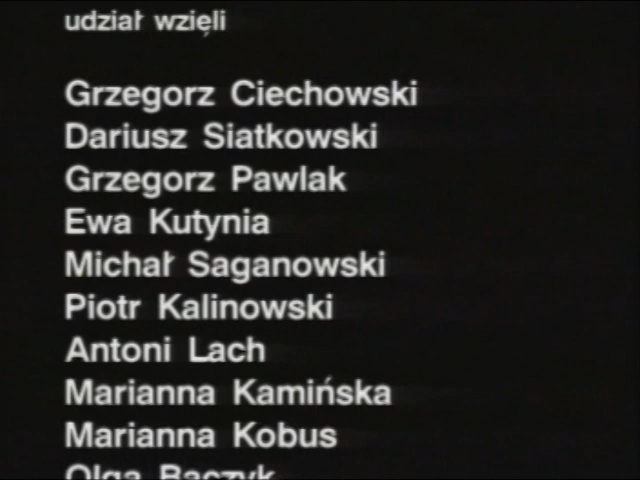 udział wzięli
Grzegorz Ciechowski
Dariusz Siatkowski
Grzegorz Pawlak
Ewa Kutynia
Michał Saganowski
Piotr Kalinowski
Antoni Lach
Marianna Kamińska
Marianna Kobus
Olga